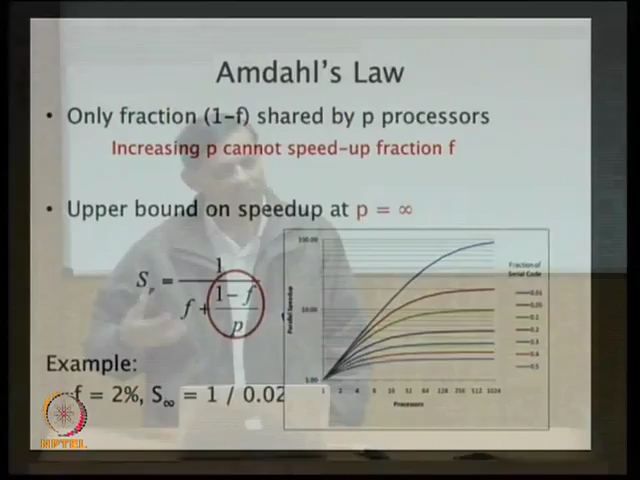 Amdahl's Law
• Only fraction (1-f) shared by p processors
Increasing p cannot speed-up fraction f
• Upper bound on speedup at p = ∞
S_p = 1 / (f + (1 - f) / p)
Example:
f = 2%, S∞ = 1 / 0.02
100.00
10.00
1.00
Parallel Speedup
1 2 4 8 16 32 64 128 256 512 1024
Processors
Fraction of
Serial Code
0.01
0.05
0.1
0.2
0.3
0.4
0.5
NPTEL